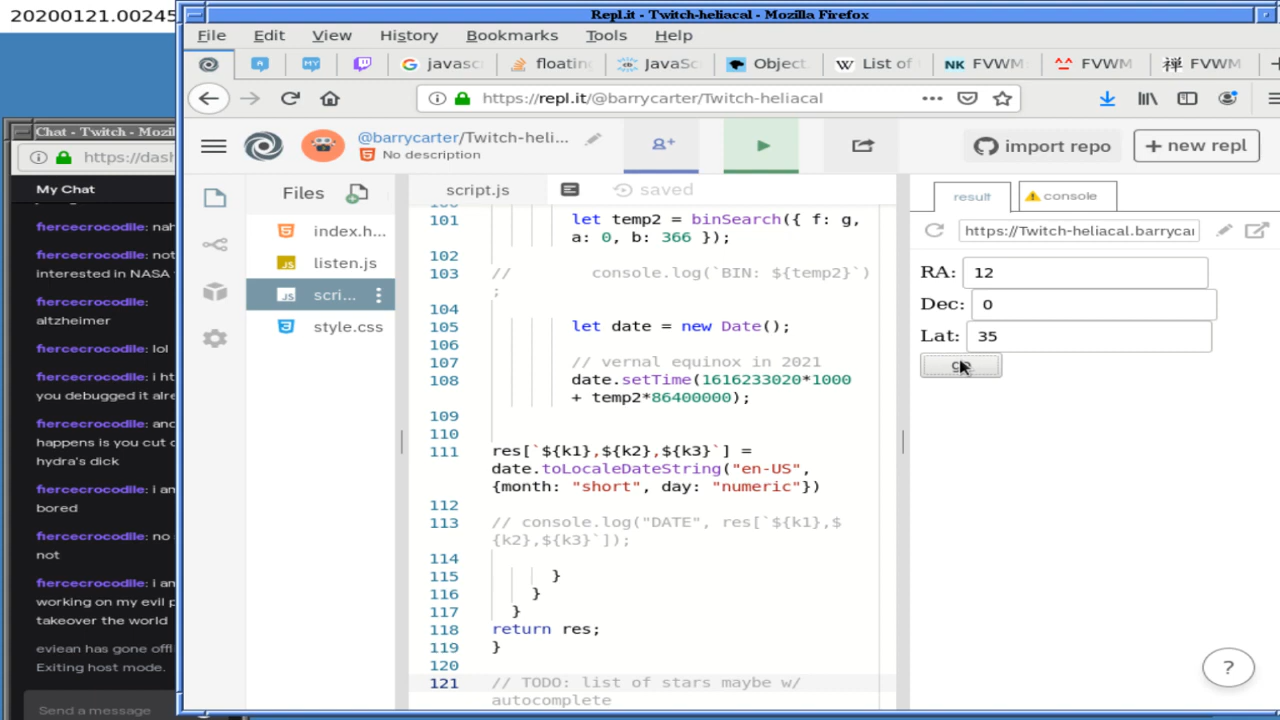 20200121.00245
Repl.it - Twitch-heliacal - Mozilla Firefox
File Edit View History Bookmarks Tools Help
javasc
floating
JavaSc
Object.
List of
FVWM
FVWM
FVWM
https://repl.it/@barrycarter/Twitch-heliacal
Chat - Twitch - Mozil
https://dash
My Chat
fiercecrocodile: nah
fiercecrocodile: not
interested in NASA
fiercecrocodile:
altzheimer
fiercecrocodile: lol
fiercecrocodile: i ht
you debugged it alre
fiercecrocodile: and
happens is you cut o
hydra's dick
fiercecrocodile: i am
bored
fiercecrocodile: no
not
fiercecrocodile: i am
working on my evil p
takeover the world
eviean has gone offl
Exiting host mode.
Send a message
@barrycarter/Twitch-heli...
No description
import repo
+ new repl
Files
index.h...
listen.js
scri...
style.css
script.js
saved
100
101 let temp2 = binSearch({ f: g,
a: 0, b: 366 });
102
103 // console.log(`BIN: ${temp2}`)
;
104
105 let date = new Date();
106
107 // vernal equinox in 2021
108 date.setTime(1616233020*1000
+ temp2*86400000);
109
110
111 res[`${k1},${k2},${k3}`] =
date.toLocaleDateString("en-US",
{month: "short", day: "numeric"})
112
113 // console.log("DATE", res[`${k1},$
{k2},${k3}`]);
114
115 }
116 }
117 }
118 return res;
119 }
120
121 // TODO: list of stars maybe w/
autocomplete
result
console
https://Twitch-heliacal.barrycar
RA: 12
Dec: 0
Lat: 35
?